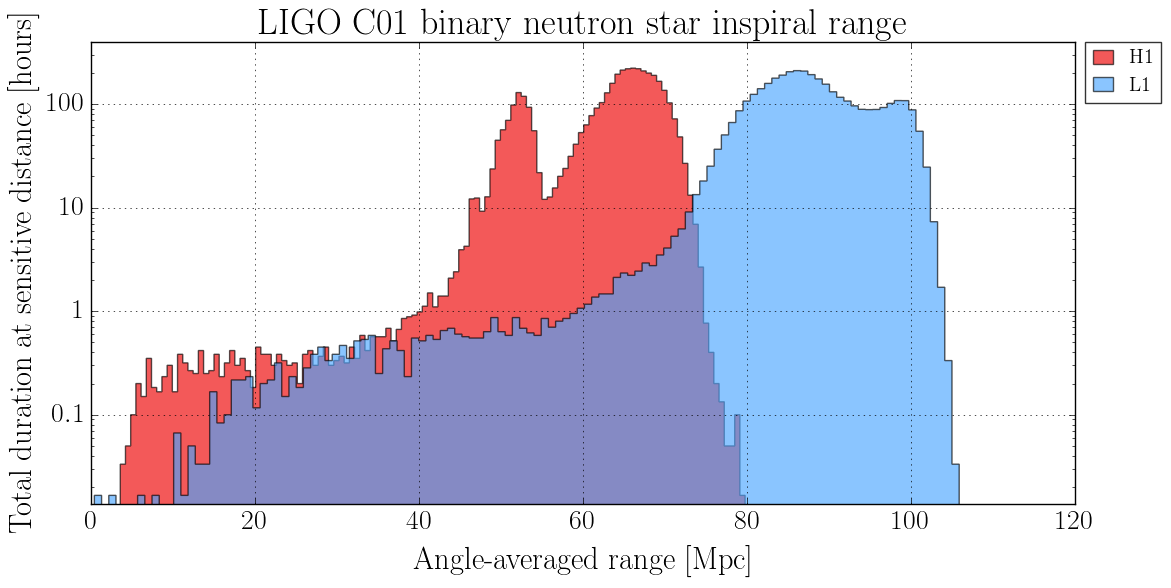 LIGO C01 binary neutron star inspiral range
Total duration at sensitive distance [hours]
100
10
1
0.1
0 20 40 60 80 100 120
Angle-averaged range [Mpc]
H1
L1